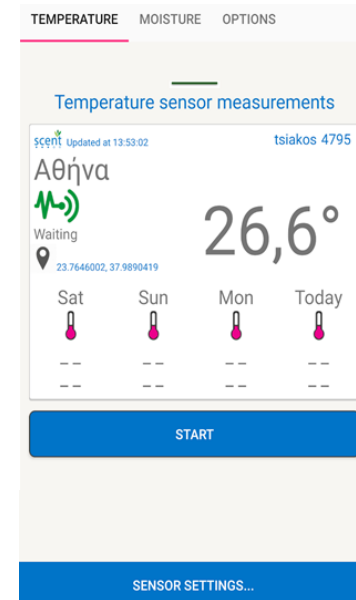 TEMPERATURE MOISTURE OPTIONS
Temperature sensor measurements
scent Updated at 13:53:02 tsiakos 4795
Αθήνα
26,6°
Waiting
23.7646002, 37.9890419
Sat Sun Mon Today
-- -- -- --
-- -- -- --
START
SENSOR SETTINGS...